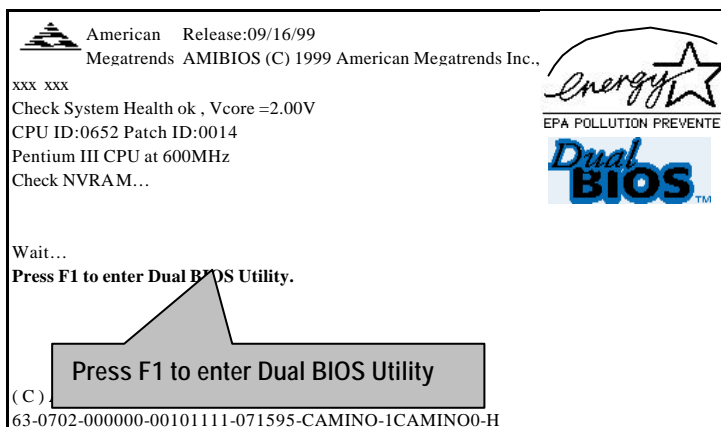 American Release:09/16/99
Megatrends AMIBIOS (C) 1999 American Megatrends Inc.,
xxx xxx
Check System Health ok , Vcore =2.00V
CPU ID:0652 Patch ID:0014
Pentium III CPU at 600MHz
Check NVRAM…
Wait…
Press F1 to enter Dual BIOS Utility.
Press F1 to enter Dual BIOS Utility
( C )
63-0702-000000-00101111-071595-CAMINO-1CAMINO0-H
energy
EPA POLLUTION PREVENTE
Dual
BIOS TM